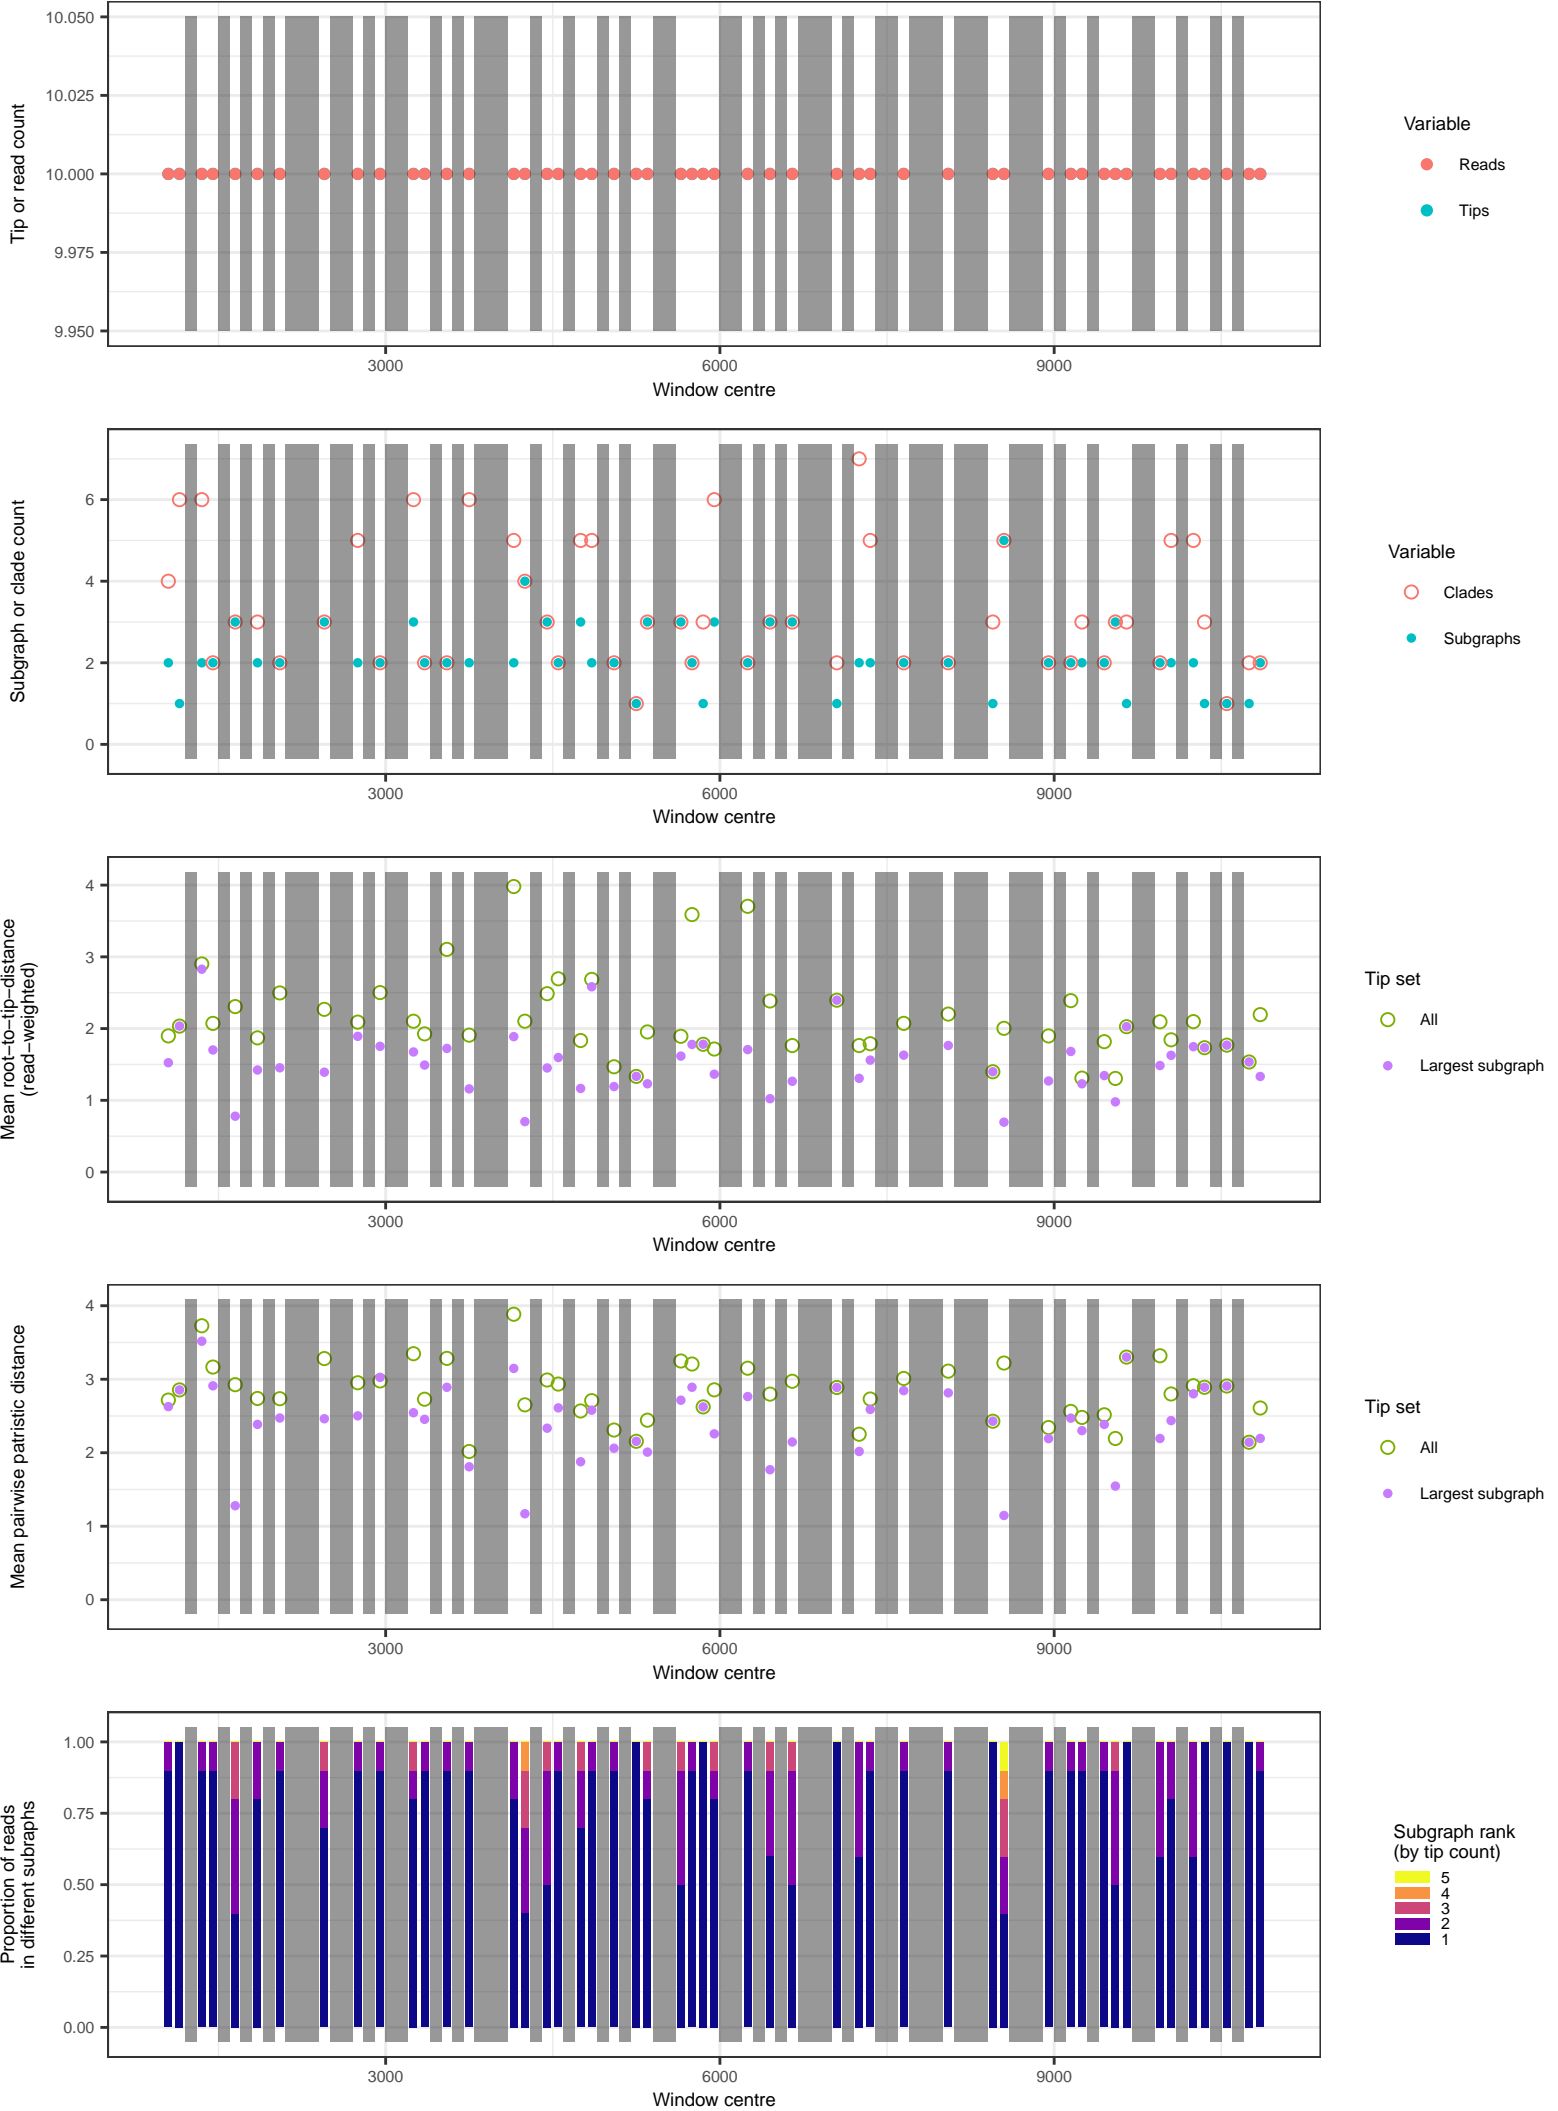 10.050
10.025
10.000
9.975
9.950
Tip or read count
3000
6000
9000
Window centre
Variable
Reads
Tips
6
4
2
0
Subgraph or clade count
3000
6000
9000
Window centre
Variable
Clades
Subgraphs
4
3
2
1
0
Mean root−to−tip−distance
(read−weighted)
3000
6000
9000
Window centre
Tip set
All
Largest subgraph
4
3
2
1
0
Mean pairwise patristic distance
3000
6000
9000
Window centre
Tip set
All
Largest subgraph
1.00
0.75
0.50
0.25
0.00
Proportion of reads
in different subraphs
3000
6000
9000
Window centre
Subgraph rank
(by tip count)
5
4
3
2
1